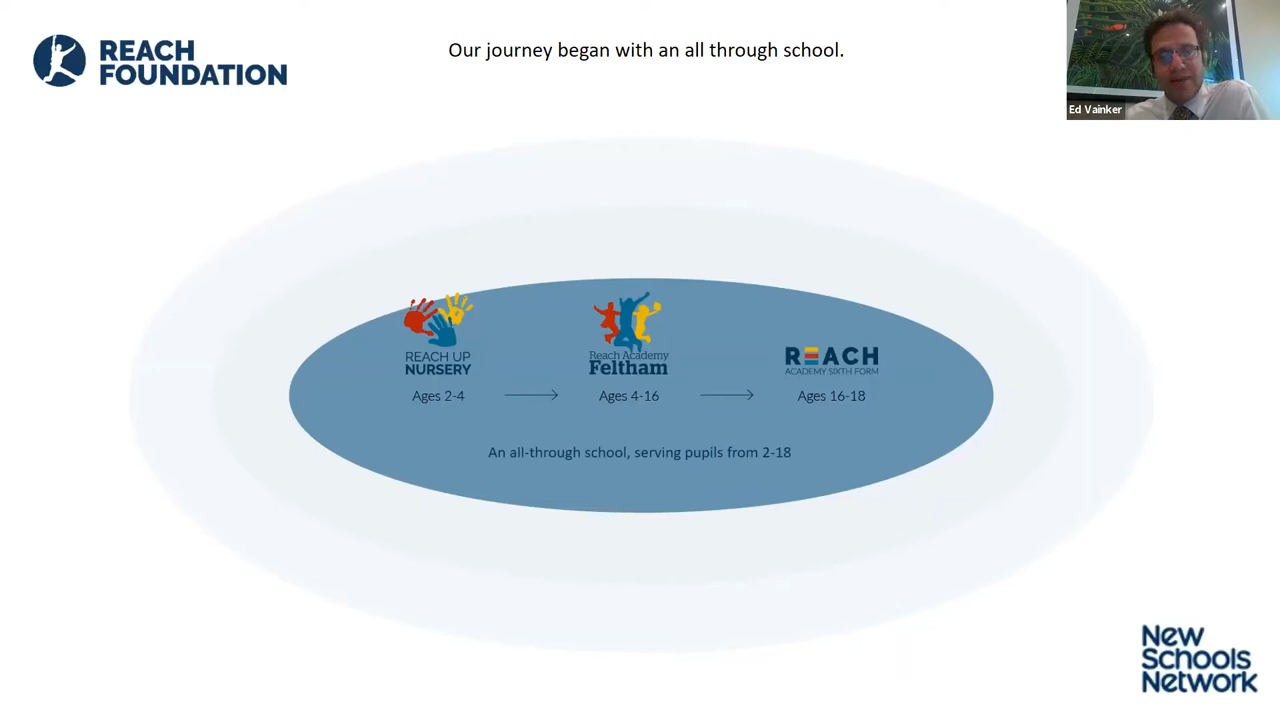 REACH
FOUNDATION
Our journey began with an all through school.
Ed Vainker
REACH UP
NURSERY
Ages 2-4
Reach Academy
Feltham
Ages 4-16
REACH
ACADEMY SIXTH FORM
Ages 16-18
An all-through school, serving pupils from 2-18
New
Schools
Network